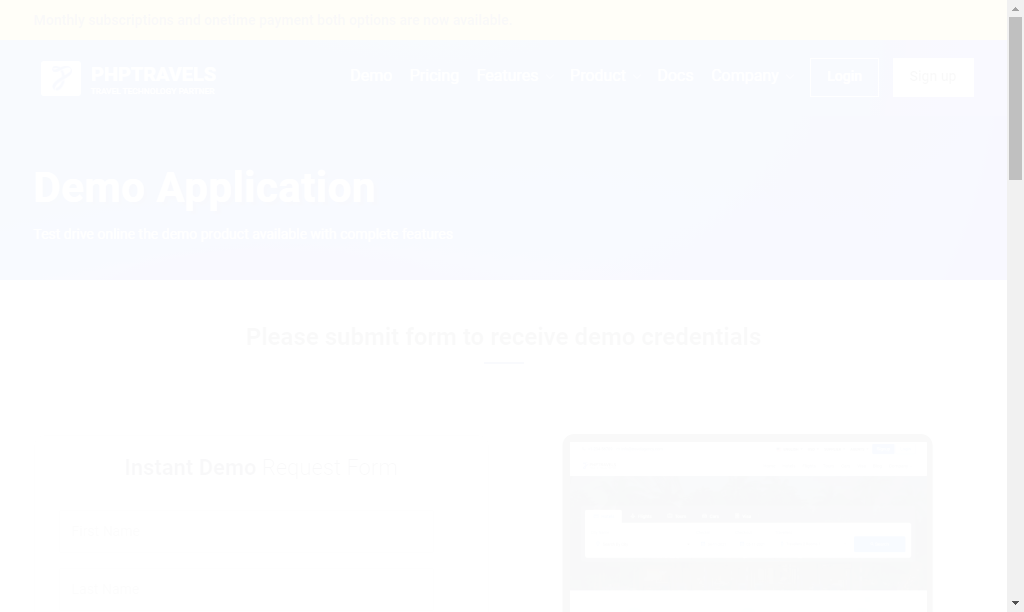 Monthly subscriptions and onetime payment both options are now available.
PHPTRAVELS
TRAVEL TECHNOLOGY PARTNER
Demo Pricing Features Product Docs Company Login Sign up
Demo Application
Test drive online the demo product available with complete features
Please submit form to receive demo credentials
Instant Demo Request Form
First Name
Last Name